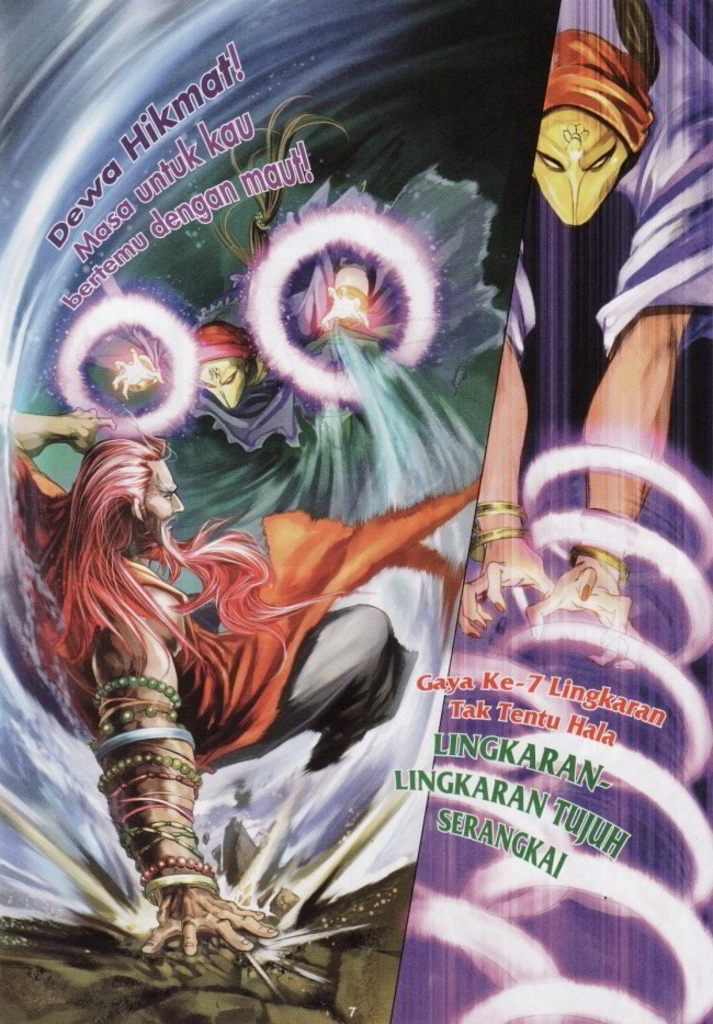 Dewa Hikmat!
Masa untuk kau
bertemu dengan maut!
Gaya Ke-7 Lingkaran
Tak Tentu Hala
LINGKARAN-
LINGKARAN TUJUH
SERANGKAI
7